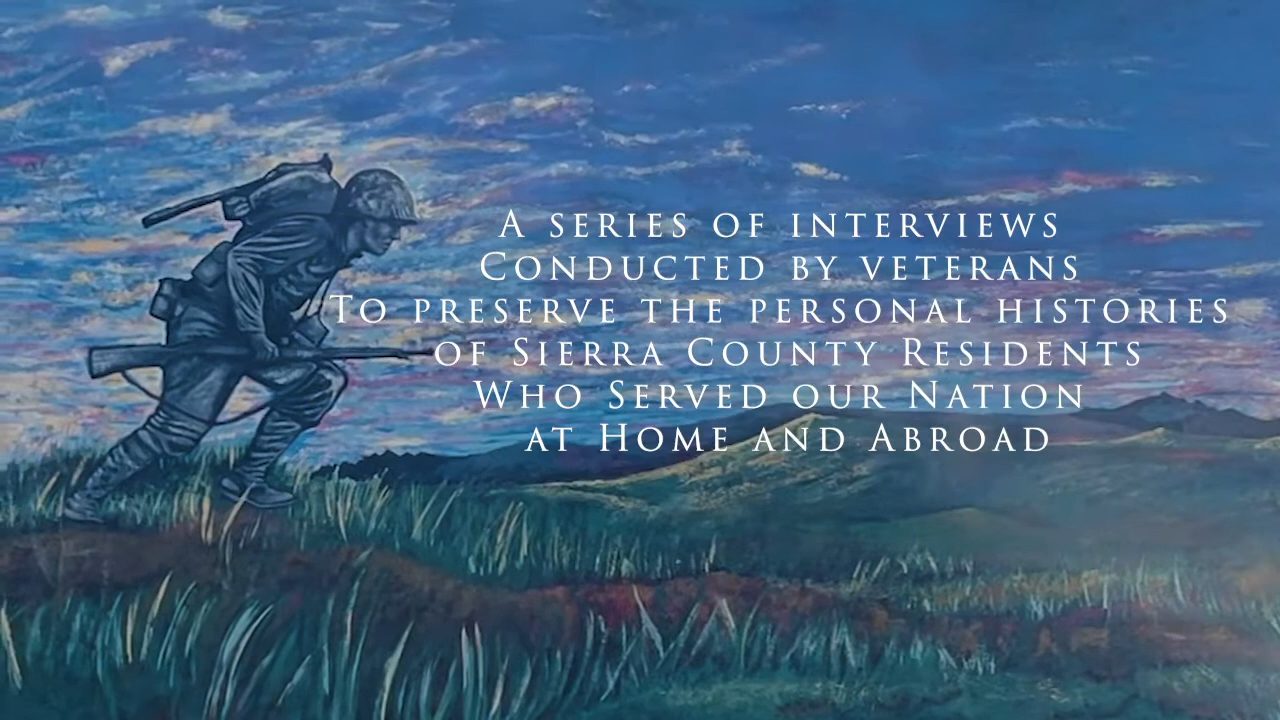 A series of interviews
Conducted by veterans
To preserve the personal histories
of Sierra County Residents
Who Served our Nation
at Home and Abroad